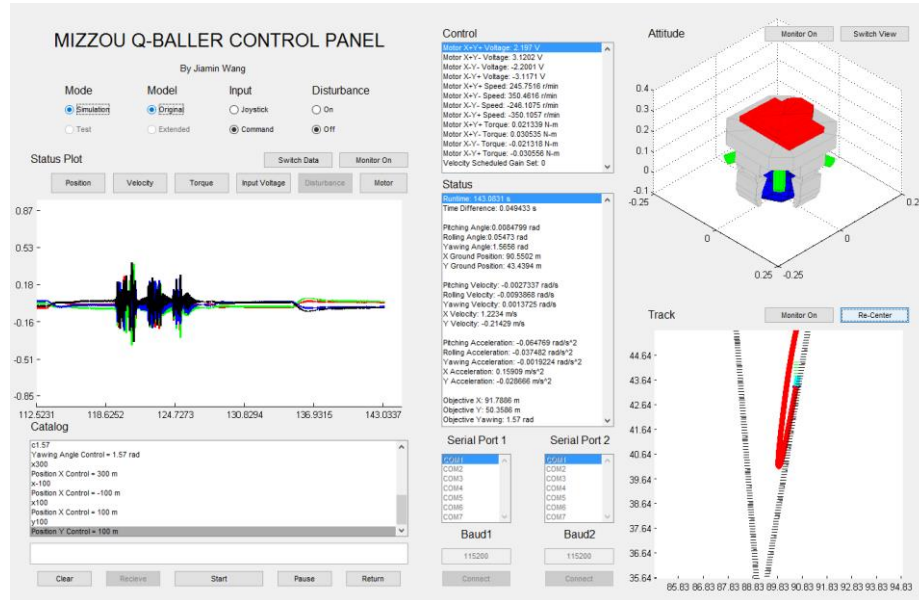 MIZZOU Q-BALLER CONTROL PANEL
By Jiamin Wang
Mode
Model
Input
Disturbance
Simulation
Original
Joystick
On
Test
Extended
Command
Off
Status Plot
Switch Data
Monitor On
Position
Velocity
Torque
Input Voltage
Disturbance
Motor
0.67
0.53
0.18
-0.16
-0.51
-0.85
112.5231 118.6252 124.7273 130.8294 136.9315 143.0337
Catalog
c1.57
Yawing Angle Control = 1.57 rad
x300
Position X Control = 300 m
x-100
Position X Control = -100 m
x100
Position X Control = 100 m
y100
Position Y Control = 100 m
Clear
Recieve
Start
Pause
Return
Control
Motor X+Y+ Voltage: 2.197 V
Motor X+Y- Voltage: 3.1202 V
Motor X-Y- Voltage: -2.2001 V
Motor X-Y+ Voltage: -3.1171 V
Motor X+Y+ Speed: 245.7516 r/min
Motor X+Y- Speed: 350.4616 r/min
Motor X-Y- Speed: -246.1075 r/min
Motor X-Y+ Speed: -350.1057 r/min
Motor X+Y+ Torque: 0.021339 N-m
Motor X+Y- Torque: 0.030535 N-m
Motor X-Y- Torque: -0.021318 N-m
Motor X-Y+ Torque: -0.030556 N-m
Velocity Scheduled Gain Set: 0
Status
Runtime: 143.0831 s
Time Difference: 0.049433 s
Pitching Angle:0.0084799 rad
Rolling Angle:0.05473 rad
Yawing Angle:1.5656 rad
X Ground Position: 90.5502 m
Y Ground Position: 43.4394 m
Pitching Velocity: -0.0027337 rad/s
Rolling Velocity: -0.0093868 rad/s
Yawing Velocity: 0.0013725 rad/s
X Velocity: 1.2234 m/s
Y Velocity: -0.21429 m/s
Pitching Acceleration: -0.064769 rad/s^2
Rolling Acceleration: -0.037482 rad/s^2
Yawing Acceleration: -0.0019224 rad/s^2
X Acceleration: 0.15909 m/s^2
Y Acceleration: -0.028666 m/s^2
Objective X: 91.7886 m
Objective Y: 50.3586 m
Objective Yawing: 1.57 rad
Serial Port 1
Serial Port 2
COM1
COM2
COM3
COM4
COM5
COM6
COM7
COM1
COM2
COM3
COM4
COM5
COM6
COM7
Baud1
Baud2
115200
115200
Connect
Connect
Attitude
Monitor On
Switch View
0.4
0.3
0.2
0.1
0
-0.1
-0.25
0
0.25
-0.25
0
0.2
Track
Monitor On
Re-Center
44.64
43.64
42.64
41.64
40.64
39.64
38.64
37.64
36.64
35.64
85.83 86.83 87.83 88.83 89.83 90.83 91.83 92.83 93.83 94.83